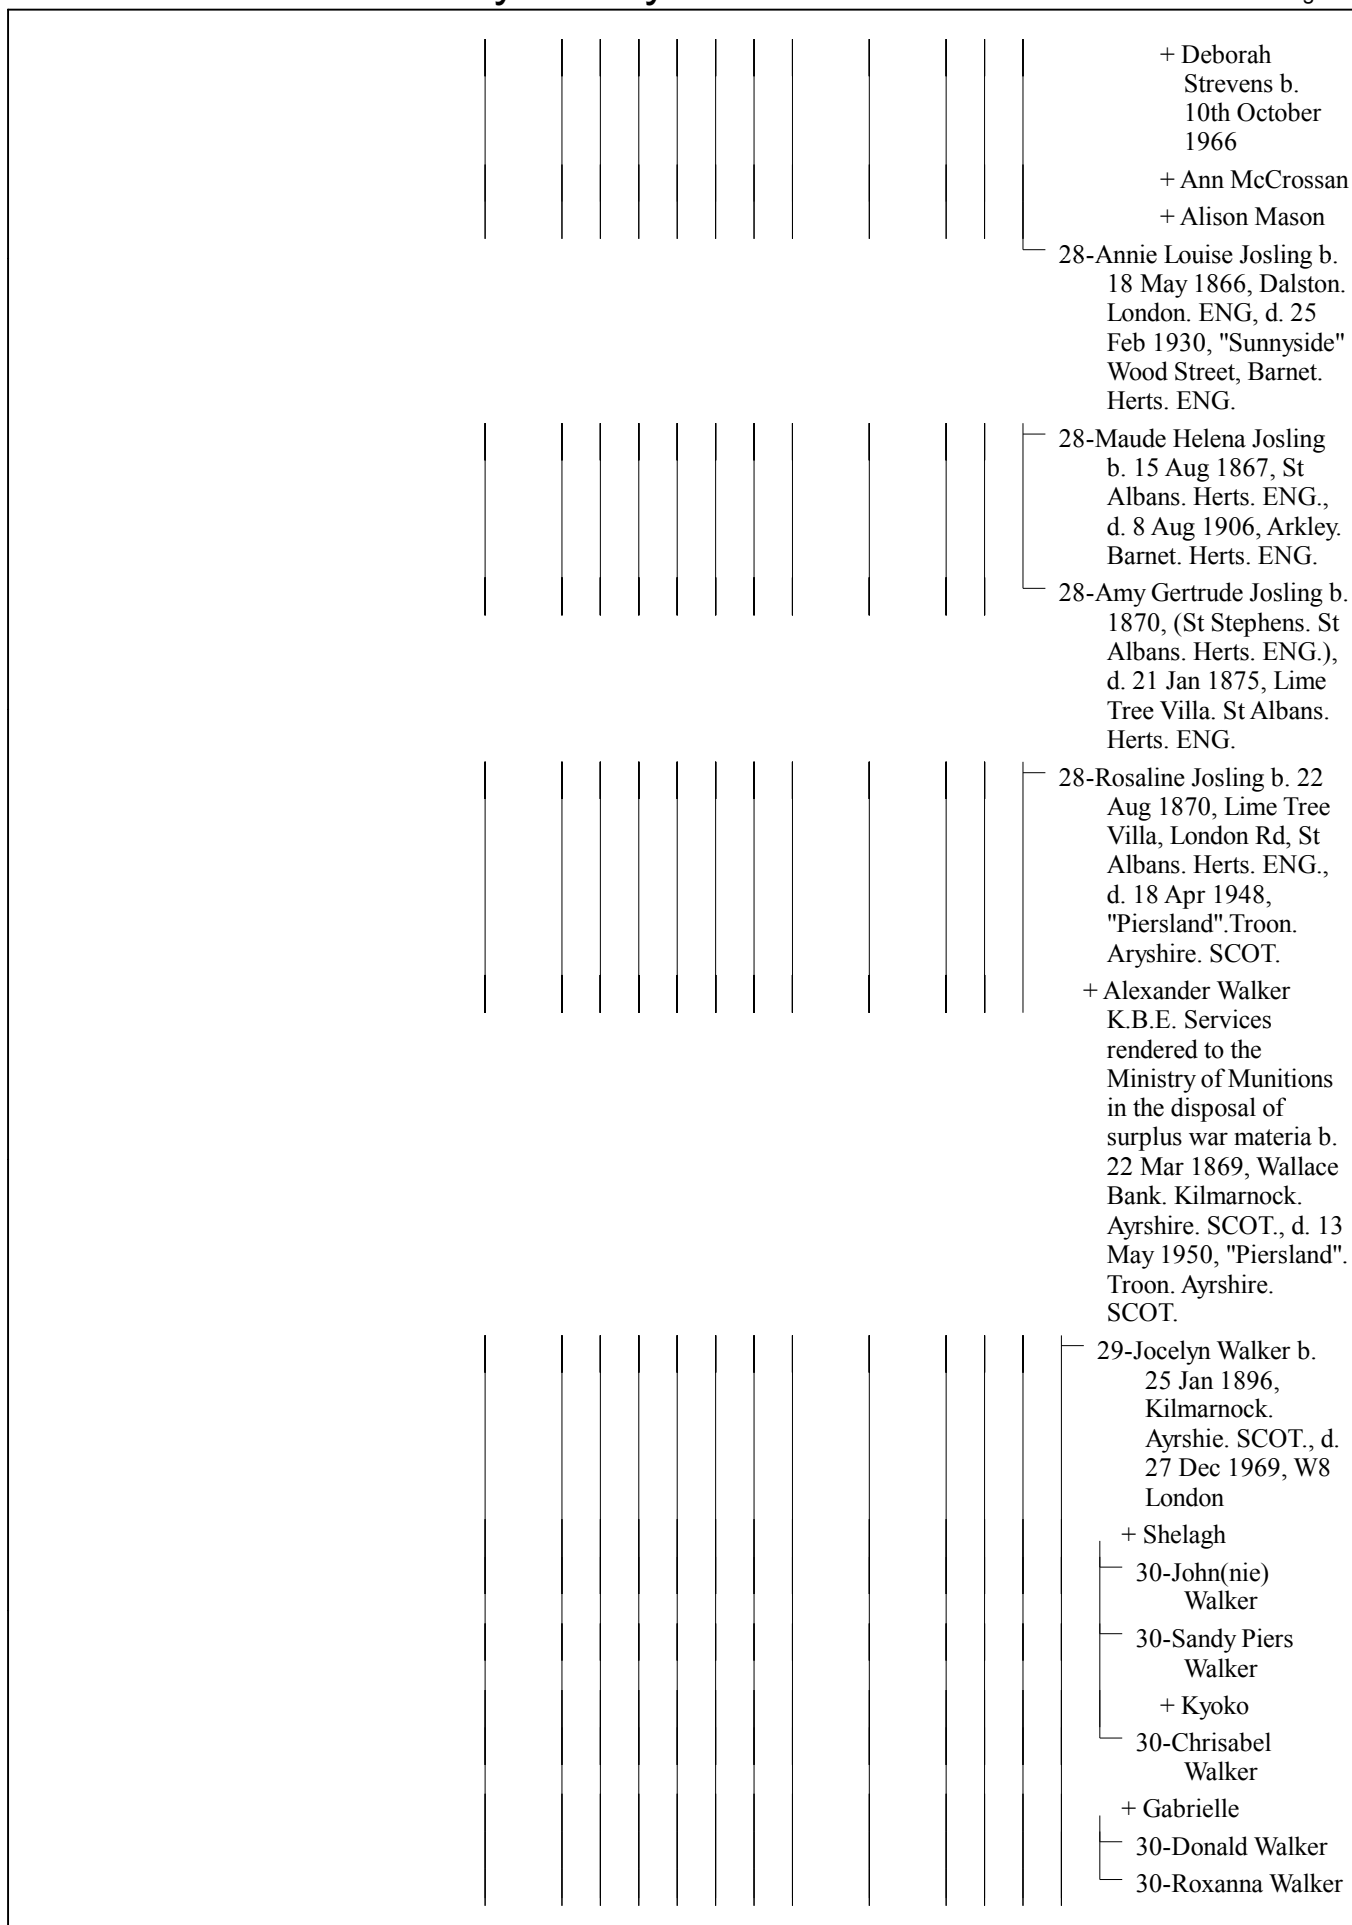 + Deborah
Strevens b.
10th October
1966
+ Ann McCrossan
+ Alison Mason
28-Annie Louise Josling b.
18 May 1866, Dalston.
London. ENG, d. 25
Feb 1930, "Sunnyside"
Wood Street, Barnet.
Herts. ENG.
28-Maude Helena Josling
b. 15 Aug 1867, St
Albans. Herts. ENG.,
d. 8 Aug 1906, Arkley.
Barnet. Herts. ENG.
28-Amy Gertrude Josling b.
1870, (St Stephens. St
Albans. Herts. ENG.),
d. 21 Jan 1875, Lime
Tree Villa. St Albans.
Herts. ENG.
28-Rosaline Josling b. 22
Aug 1870, Lime Tree
Villa, London Rd, St
Albans. Herts. ENG.,
d. 18 Apr 1948,
"Piersland".Troon.
Aryshire. SCOT.
+ Alexander Walker
K.B.E. Services
rendered to the
Ministry of Munitions
in the disposal of
surplus war materia b.
22 Mar 1869, Wallace
Bank. Kilmarnock.
Ayrshire. SCOT., d. 13
May 1950, "Piersland".
Troon. Ayrshire.
SCOT.
29-Jocelyn Walker b.
25 Jan 1896,
Kilmarnock.
Ayrshie. SCOT., d.
27 Dec 1969, W8
London
+ Shelagh
30-John(nie)
Walker
30-Sandy Piers
Walker
+ Kyoko
30-Chrisabel
Walker
+ Gabrielle
30-Donald Walker
30-Roxanna Walker